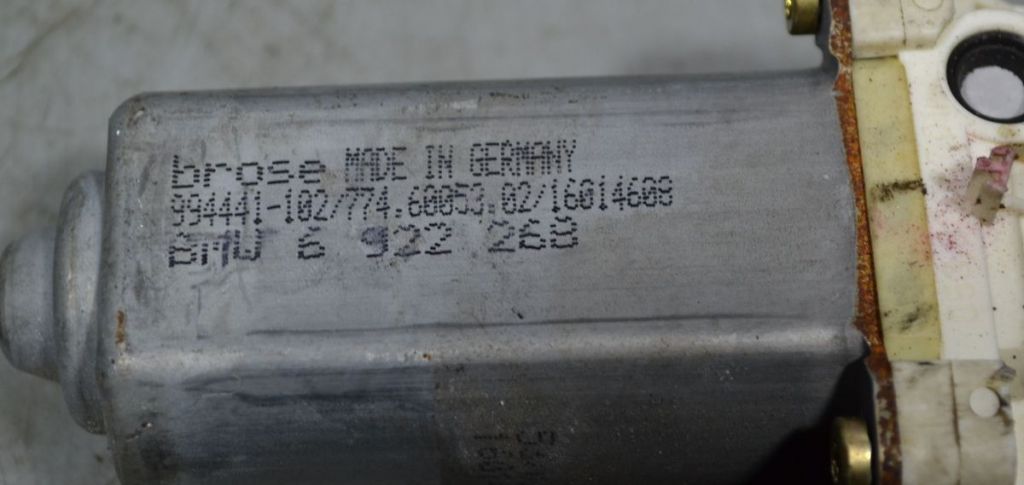 brose MADE IN GERMANY
994441-102/774.60053.02/16014608
BMW 6 922 268